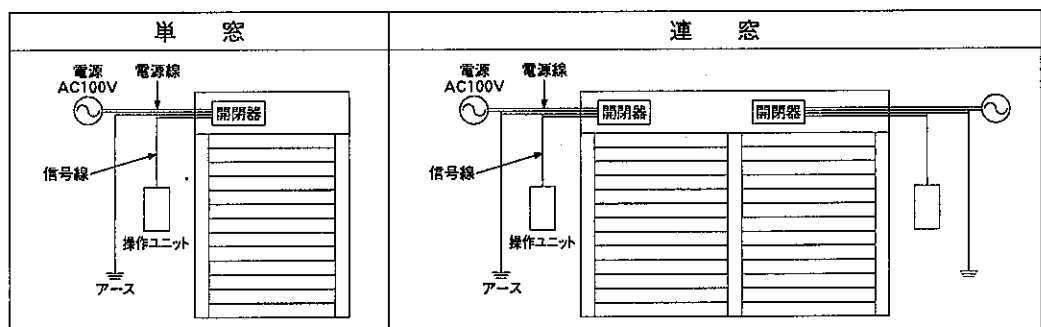 単 窓
電源
AC100V
電源線
開閉器
信号線
操作ユニット
アース
連 窓
電源
AC100V
電源線
開閉器
開閉器
信号線
操作ユニット
アース